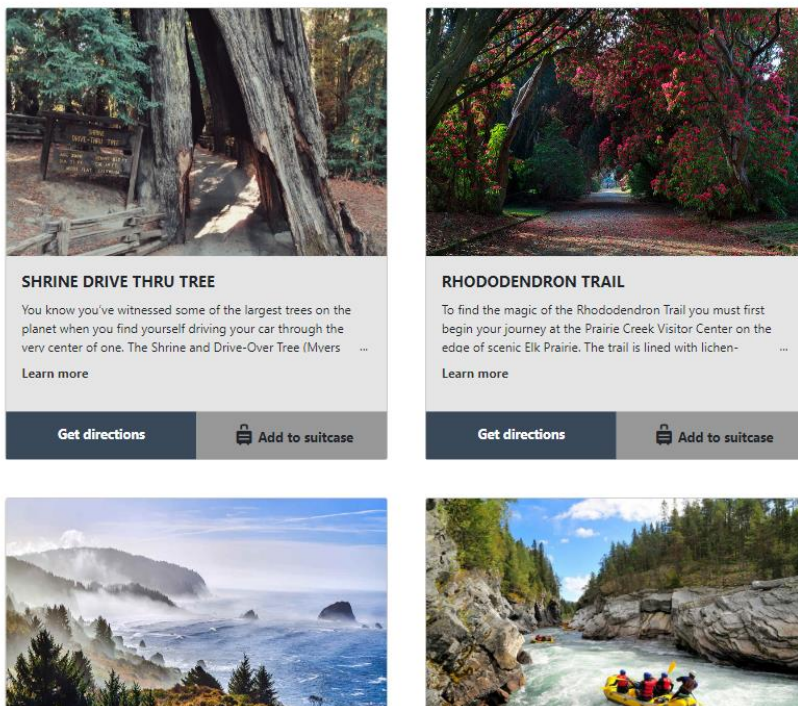 SHRINE
DRIVE-THRU TREE
SHRINE DRIVE THRU TREE
You know you've witnessed some of the largest trees on the
planet when you find yourself driving your car through the
very center of one. The Shrine and Drive-Over Tree (Myers ...
Learn more
Get directions
Add to suitcase
RHODODENDRON TRAIL
To find the magic of the Rhododendron Trail you must first
begin your journey at the Prairie Creek Visitor Center on the
edge of scenic Elk Prairie. The trail is lined with lichen- ...
Learn more
Get directions
Add to suitcase